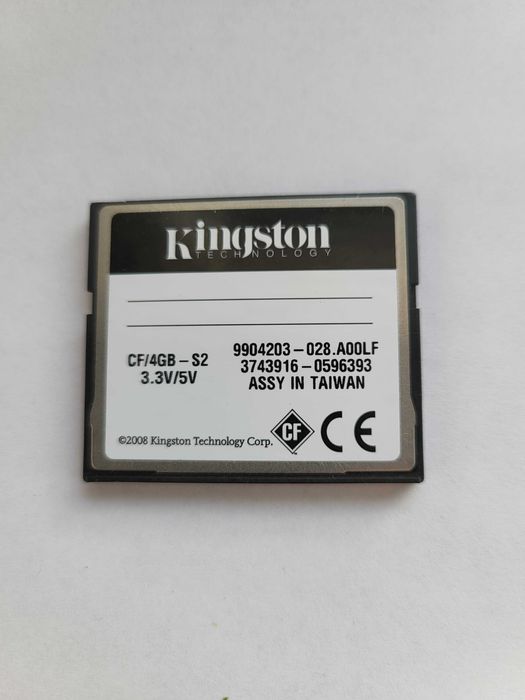 Kingston
TECHNOLOGY
CF/4GB-S2
3.3V/5V
9904203-028.A00LF
3743916-0596393
ASSY IN TAIWAN
©2008 Kingston Technology Corp.
CF
CE